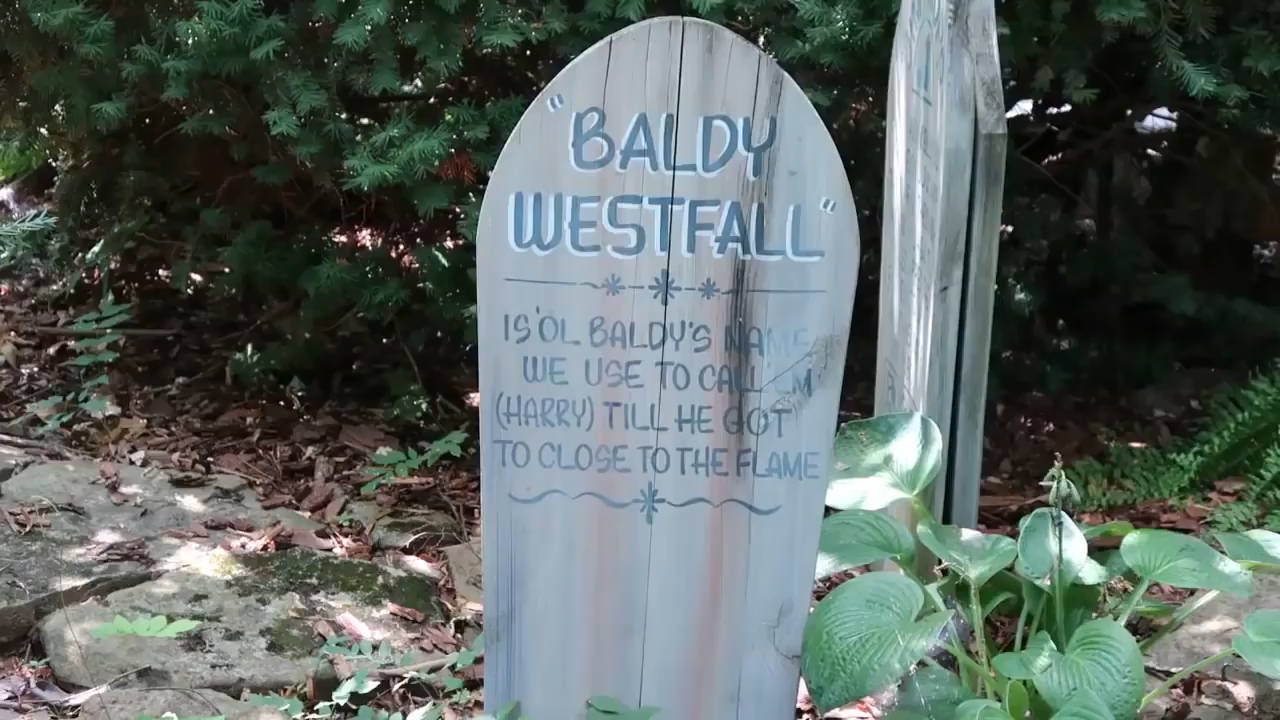 "BALDY
WESTFALL"
IS 'OL BALDY'S NAME
WE USE TO CALL 'EM
(HARRY) TILL HE GOT
TO CLOSE TO THE FLAME